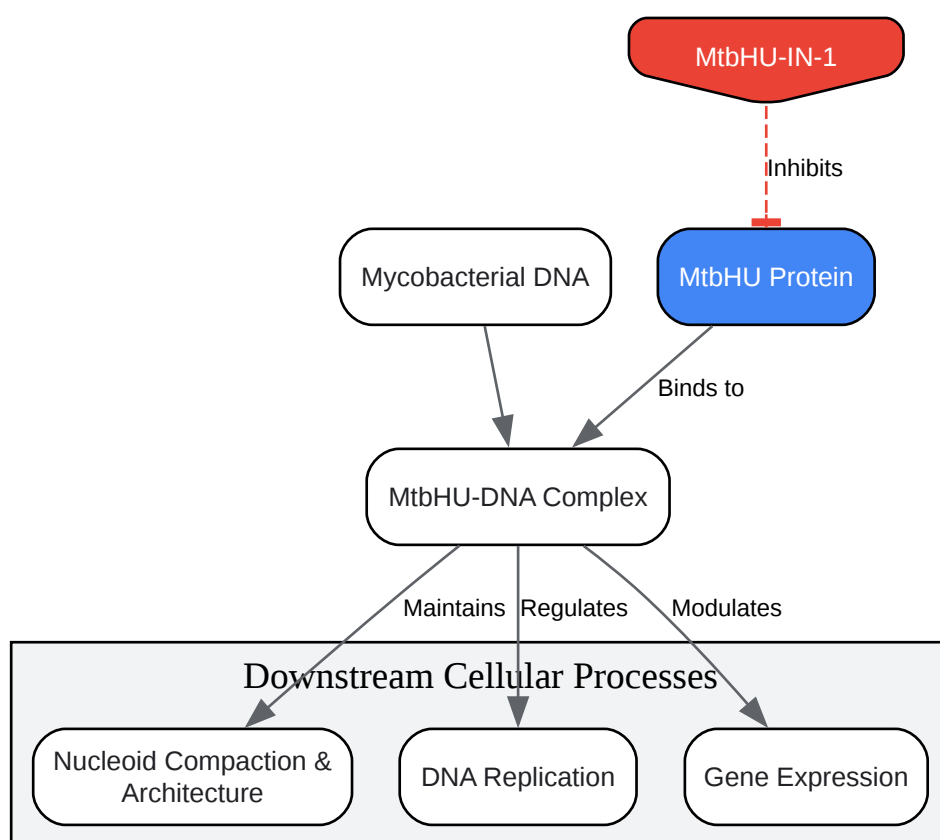 MtbHU-IN-1
Inhibits
Mycobacterial DNA
MtbHU Protein
Binds to
MtbHU-DNA Complex
Maintains
Regulates
Modulates
Downstream Cellular Processes
Nucleoid Compaction &
Architecture
DNA Replication
Gene Expression